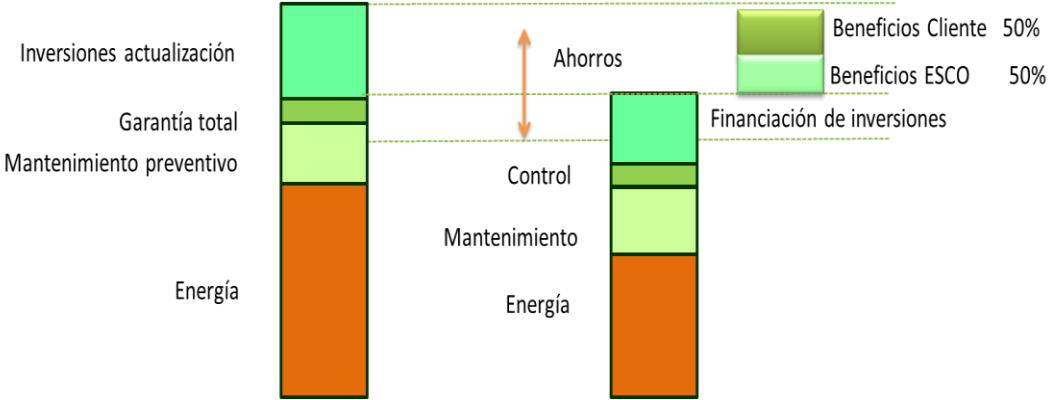 Inversiones actualización
Garantía total
Mantenimiento preventivo
Energía
Ahorros
Control
Mantenimiento
Energía
Beneficios Cliente 50%
Beneficios ESCO 50%
Financiación de inversiones